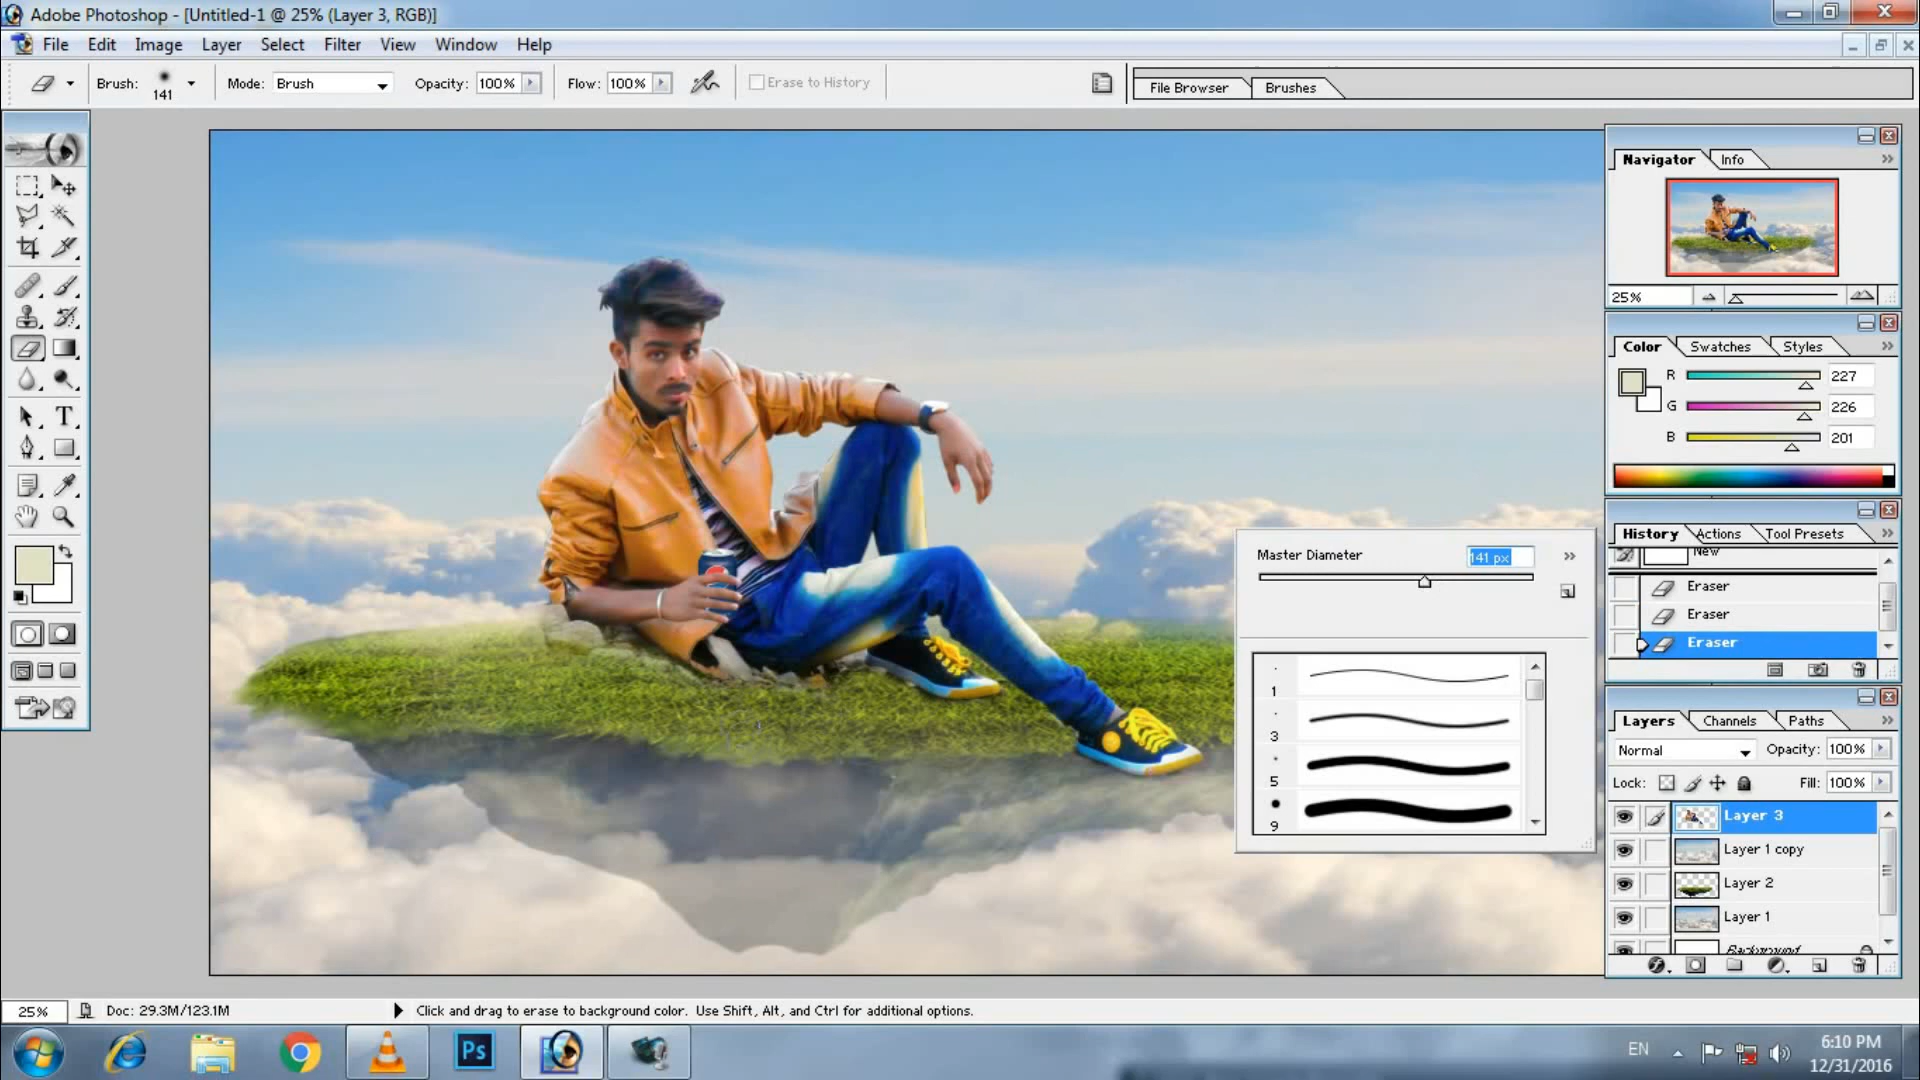 Adobe Photoshop - [Untitled-1 @ 25% (Layer 3, RGB)]
File Edit Image Layer Select Filter View Window Help
Brush: 141 Mode: Brush Opacity: 100% Flow: 100% Erase to History File Browser Brushes
Navigator Info
25%
Color Swatches Styles
R 227
G 226
B 201
History Actions Tool Presets
New
Eraser
Eraser
Eraser
Master Diameter 141 px
1
3
5
9
Layers Channels Paths
Normal Opacity: 100%
Lock: Fill: 100%
Layer 3
Layer 1 copy
Layer 2
Layer 1
Background
25% Doc: 29.3M/123.1M Click and drag to erase to background color. Use Shift, Alt, and Ctrl for additional options.
Ps
EN
6:10 PM
12/31/2016